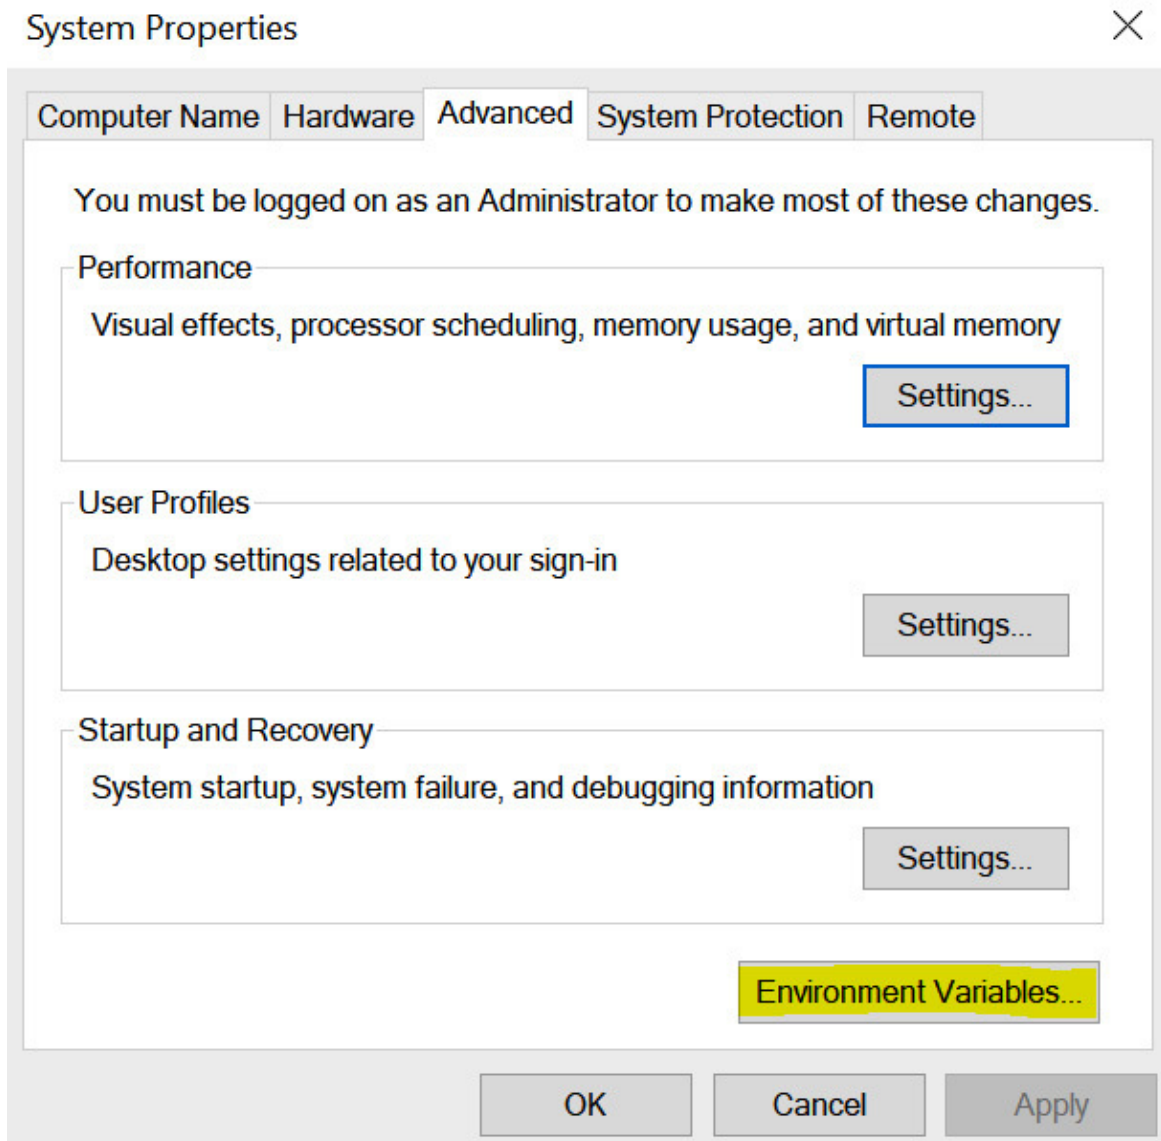 System Properties
Computer Name Hardware Advanced System Protection Remote
You must be logged on as an Administrator to make most of these changes.
Performance
Visual effects, processor scheduling, memory usage, and virtual memory
Settings...
User Profiles
Desktop settings related to your sign-in
Settings...
Startup and Recovery
System startup, system failure, and debugging information
Settings...
Environment Variables...
OK Cancel Apply